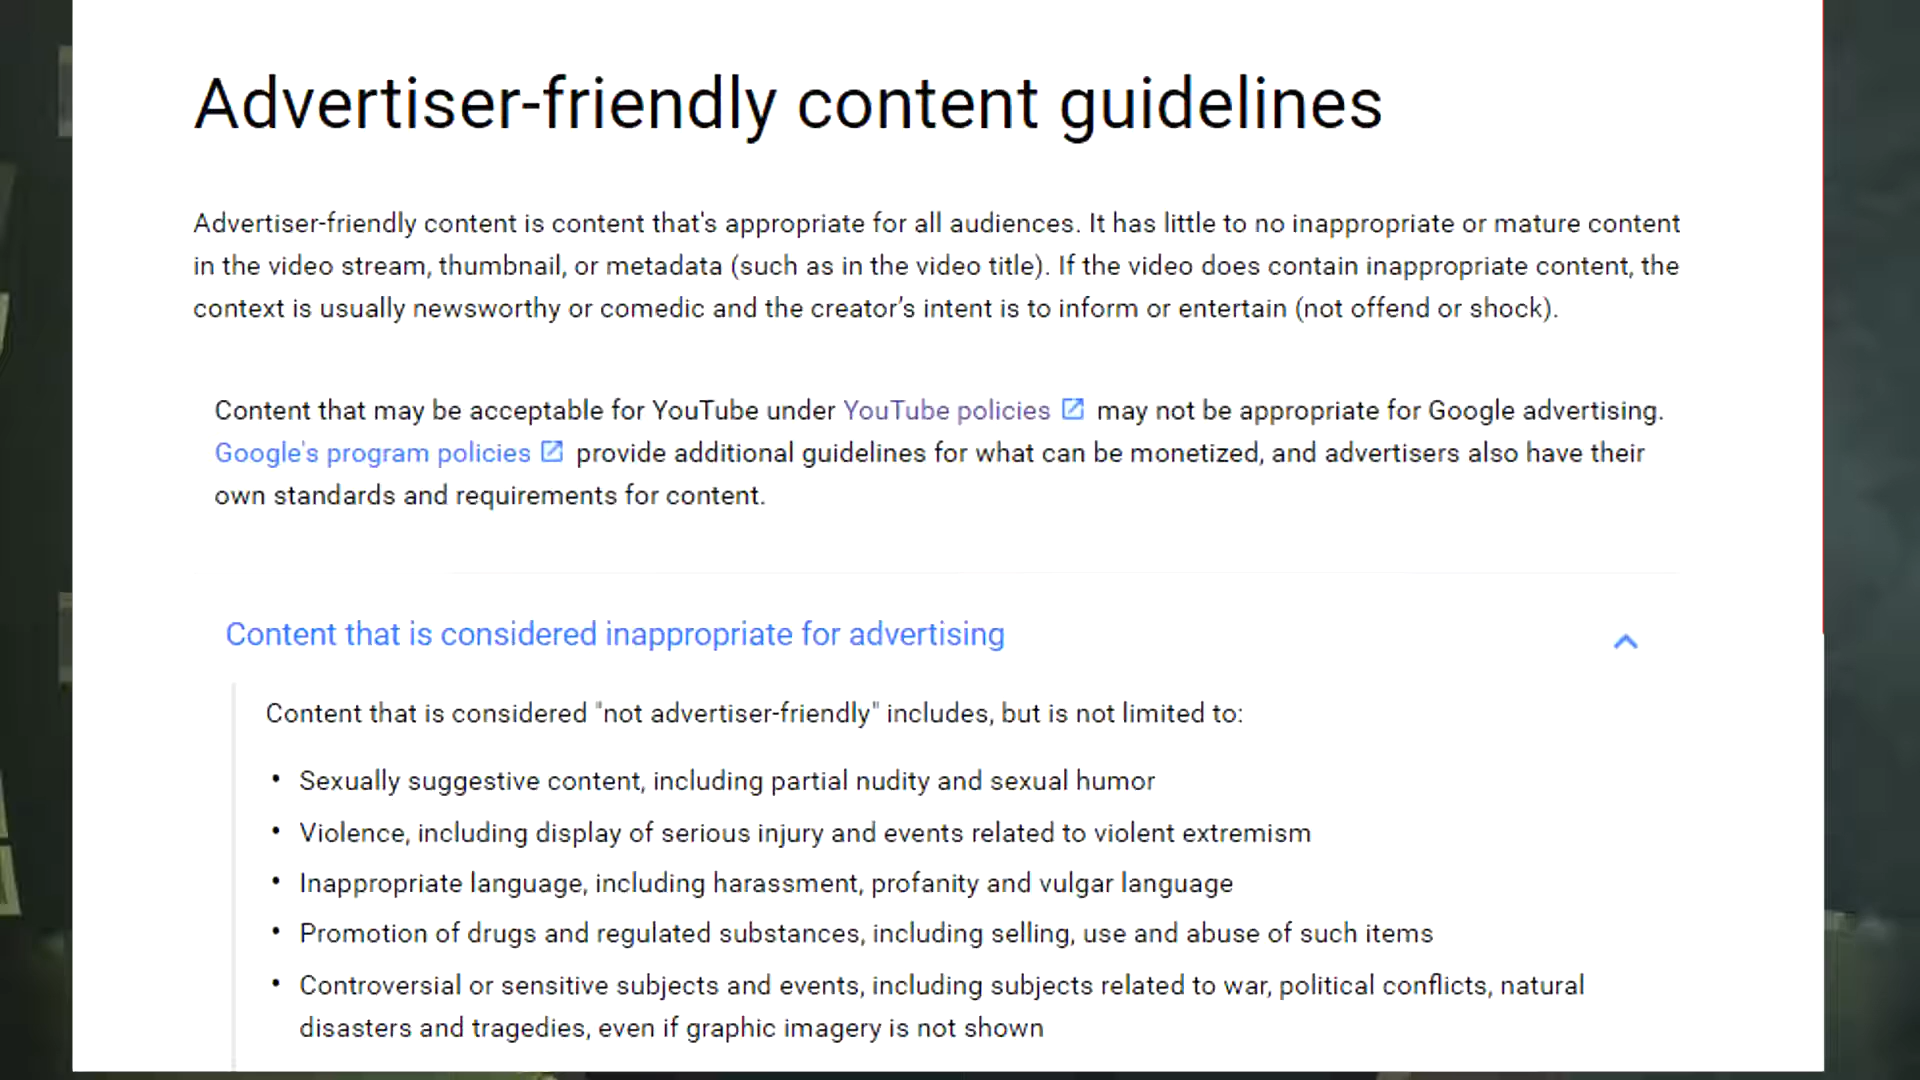 Advertiser-friendly content guidelines
Advertiser-friendly content is content that's appropriate for all audiences. It has little to no inappropriate or mature content
in the video stream, thumbnail, or metadata (such as in the video title). If the video does contain inappropriate content, the
context is usually newsworthy or comedic and the creator’s intent is to inform or entertain (not offend or shock).
Content that may be acceptable for YouTube under YouTube policies may not be appropriate for Google advertising.
Google's program policies provide additional guidelines for what can be monetized, and advertisers also have their
own standards and requirements for content.
Content that is considered inappropriate for advertising
Content that is considered "not advertiser-friendly" includes, but is not limited to:
• Sexually suggestive content, including partial nudity and sexual humor
• Violence, including display of serious injury and events related to violent extremism
• Inappropriate language, including harassment, profanity and vulgar language
• Promotion of drugs and regulated substances, including selling, use and abuse of such items
• Controversial or sensitive subjects and events, including subjects related to war, political conflicts, natural
disasters and tragedies, even if graphic imagery is not shown